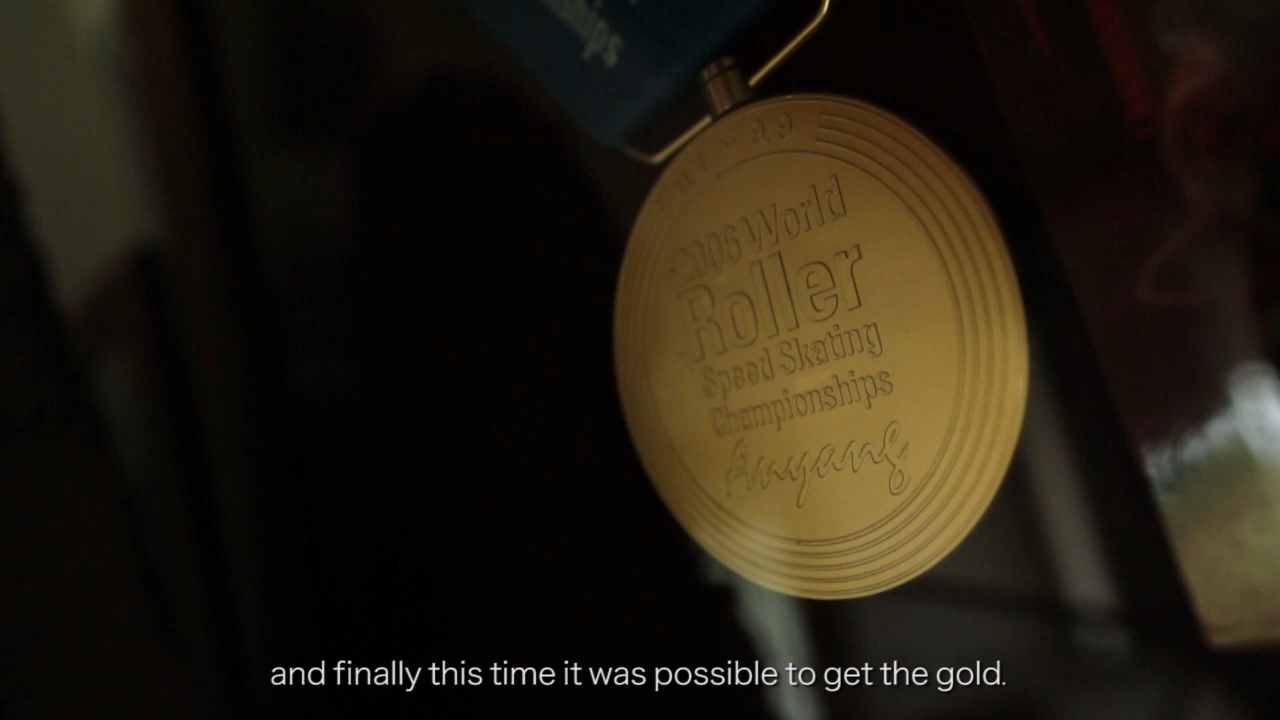 2006 World
Roller
Speed Skating
Championships
Anyang
and finally this time it was possible to get the gold.